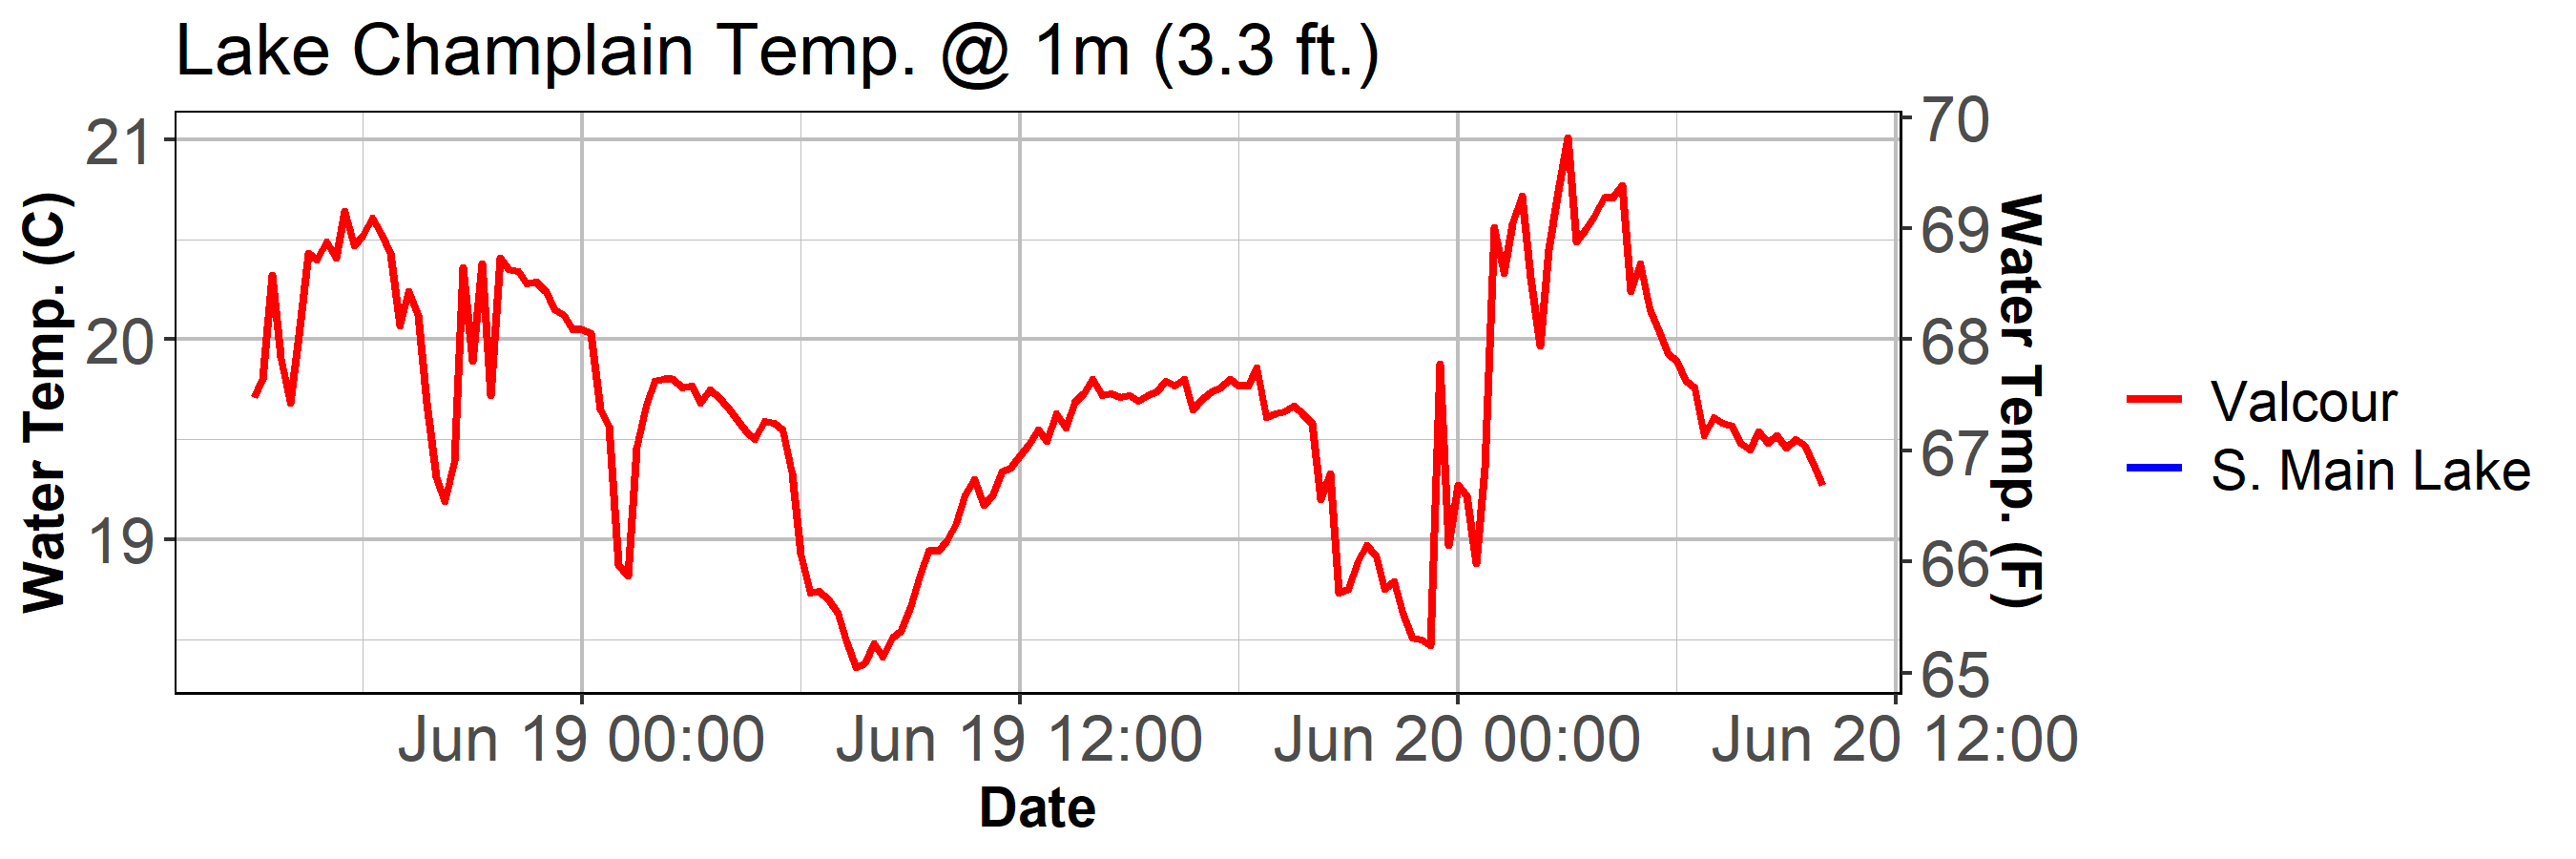 Lake Champlain Temp. @ 1m (3.3 ft.)
Water Temp. (C)
21
20
19
70
69
68
67
66
65
Water Temp. (F)
Jun 19 00:00
Jun 19 12:00
Jun 20 00:00
Jun 20 12:00
Date
Valcour
S. Main Lake